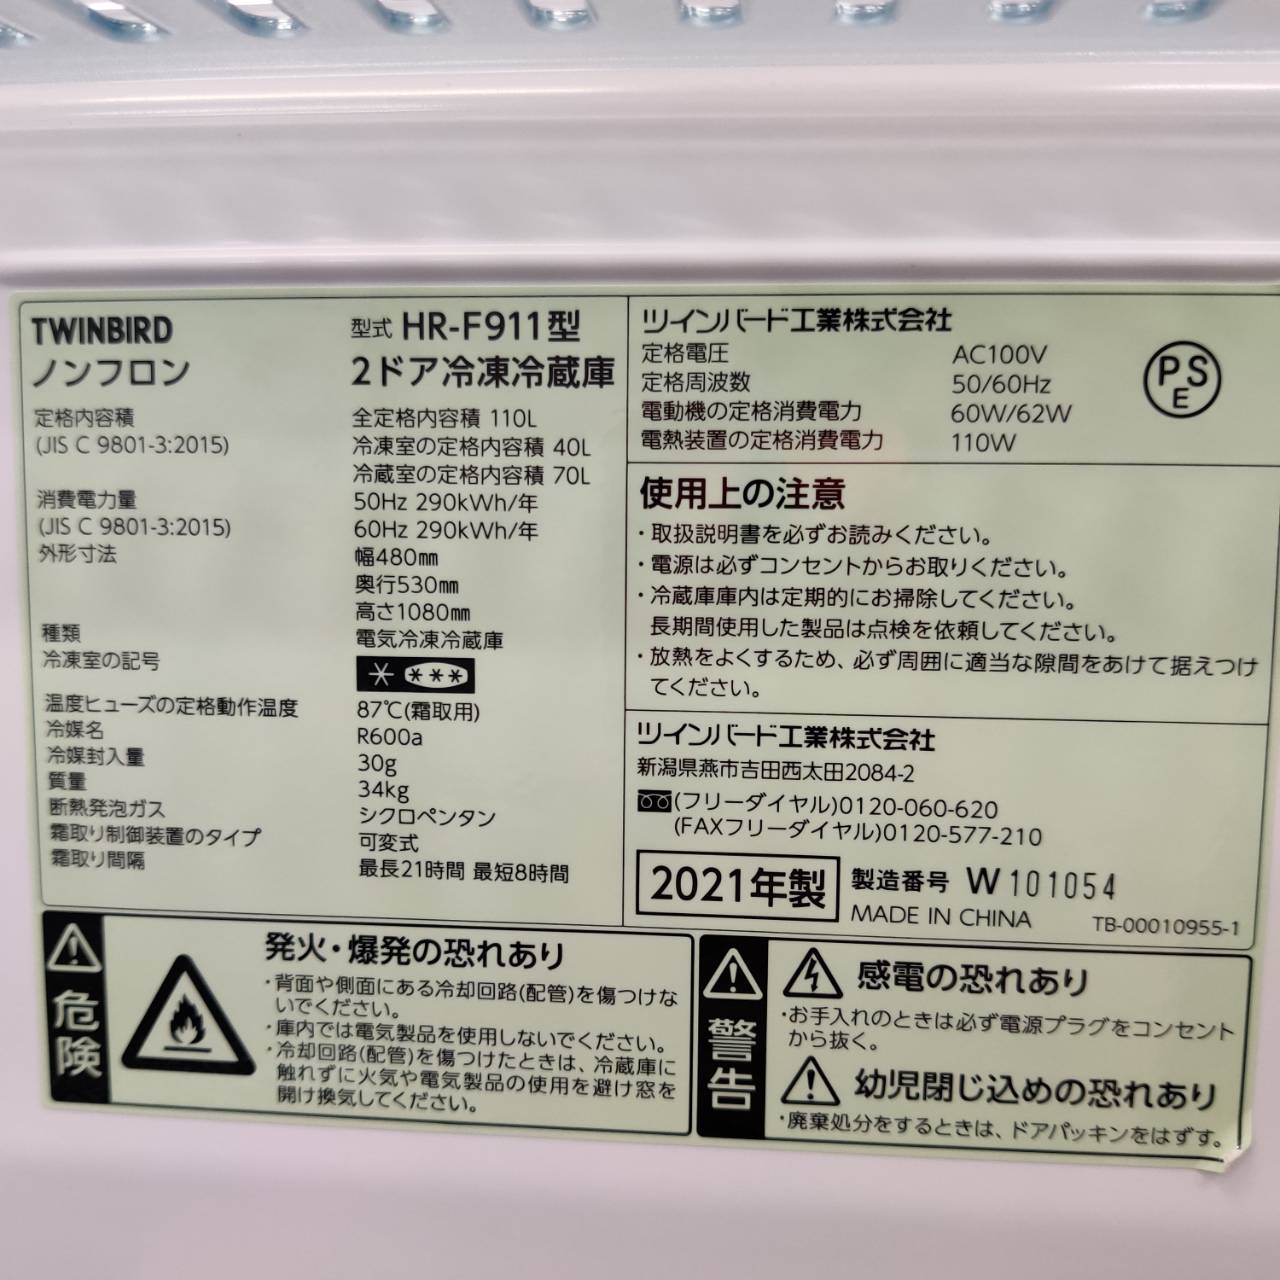 TWINBIRD 型式 HR-F911型
ノンフロン 2ドア冷凍冷蔵庫
定格内容積 全定格内容積 110L
(JIS C 9801-3:2015) 冷凍室の定格内容積 40L
冷蔵室の定格内容積 70L
消費電力量 50Hz 290kWh/年
(JIS C 9801-3:2015) 60Hz 290kWh/年
外形寸法 幅480㎜
奥行530㎜
高さ1080㎜
種類 電気冷凍冷蔵庫
冷凍室の記号 * ***
温度ヒューズの定格動作温度 87℃(霜取用)
冷媒名 R600a
冷媒封入量 30g
質量 34kg
断熱発泡ガス シクロペンタン
霜取り制御装置のタイプ 可変式
霜取り間隔 最長21時間 最短8時間
ツインバード工業株式会社
定格電圧 AC100V
定格周波数 50/60Hz
電動機の定格消費電力 60W/62W
電熱装置の定格消費電力 110W
PSE
使用上の注意
・取扱説明書を必ずお読みください。
・電源は必ずコンセントからお取りください。
・冷蔵庫庫内は定期的にお掃除してください。
長期間使用した製品は点検を依頼してください。
・放熱をよくするため、必ず周囲に適当な隙間をあけて据えつけ
てください。
ツインバード工業株式会社
新潟県燕市吉田西太田2084-2
(フリーダイヤル)0120-060-620
(FAXフリーダイヤル)0120-577-210
2021年製 製造番号 W101054
MADE IN CHINA TB-00010955-1
危険
発火・爆発の恐れあり
・背面や側面にある冷却回路(配管)を傷つけな
いでください。
・庫内では電気製品を使用しないでください。
・冷却回路(配管)を傷つけたときは、冷蔵庫に
触れずに火気や電気製品の使用を避け窓を
開け換気してください。
警告
感電の恐れあり
・お手入れのときは必ず電源プラグをコンセント
から抜く。
幼児閉じ込めの恐れあり
・廃棄処分をするときは、ドアパッキンをはずす。